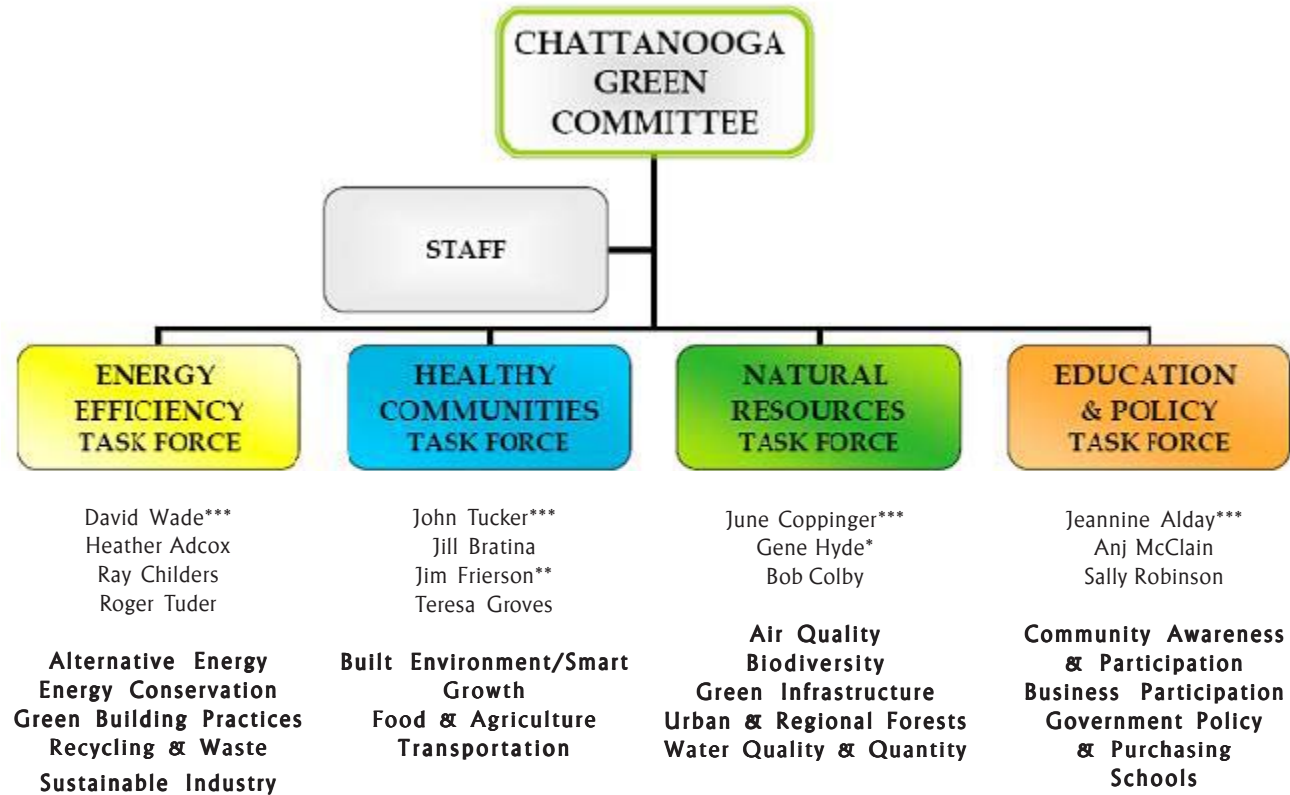 CHATTANOOGA
GREEN
COMMITTEE
STAFF
ENERGY
EFFICIENCY
TASK FORCE
David Wade***
Heather Adcox
Ray Childers
Roger Tuder
Alternative Energy
Energy Conservation
Green Building Practices
Recycling & Waste
Sustainable Industry
HEALTHY
COMMUNITIES
TASK FORCE
John Tucker***
Jill Bratina
Jim Frierson**
Teresa Groves
Built Environment/Smart
Growth
Food & Agriculture
Transportation
NATURAL
RESOURCES
TASK FORCE
June Coppinger***
Gene Hyde*
Bob Colby
Air Quality
Biodiversity
Green Infrastructure
Urban & Regional Forests
Water Quality & Quantity
EDUCATION
& POLICY
TASK FORCE
Jeannine Alday***
Anj McClain
Sally Robinson
Community Awareness
& Participation
Business Participation
Government Policy
& Purchasing
Schools